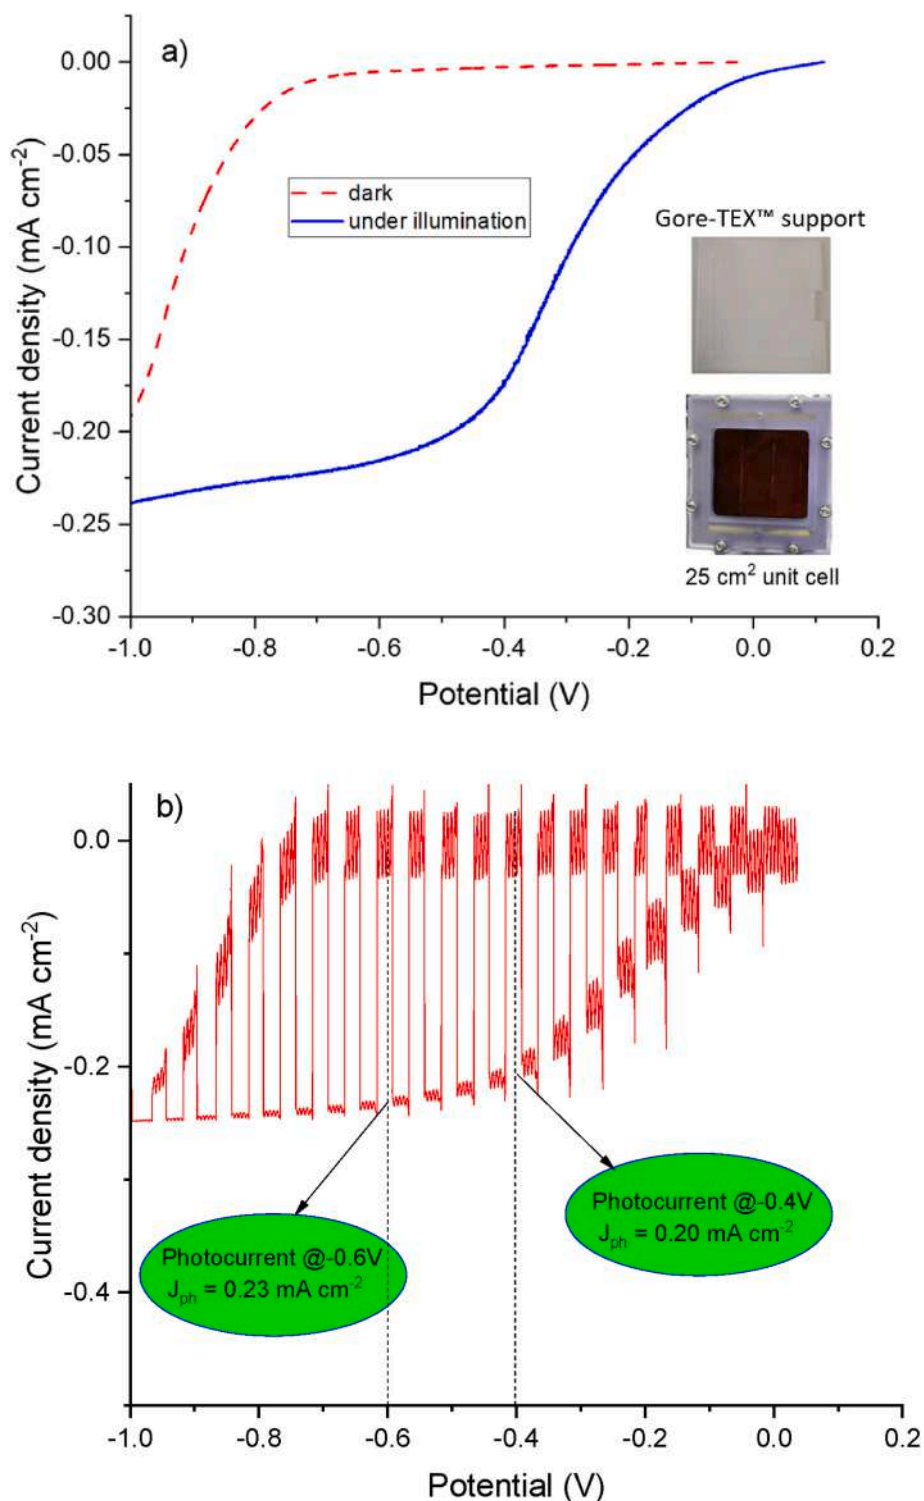 a)
0.00
-0.05
-0.10
-0.15
-0.20
-0.25
-0.30
Current density (mA cm⁻²)
dark
under illumination
Gore-TEX™ support
25 cm² unit cell
-1.0 -0.8 -0.6 -0.4 -0.2 0.0 0.2
Potential (V)
b)
0.0
-0.2
-0.4
Current density (mA cm⁻²)
Photocurrent @-0.4V
Jₚₕ = 0.20 mA cm⁻²
Photocurrent @-0.6V
Jₚₕ = 0.23 mA cm⁻²
-1.0 -0.8 -0.6 -0.4 -0.2 0.0 0.2
Potential (V)